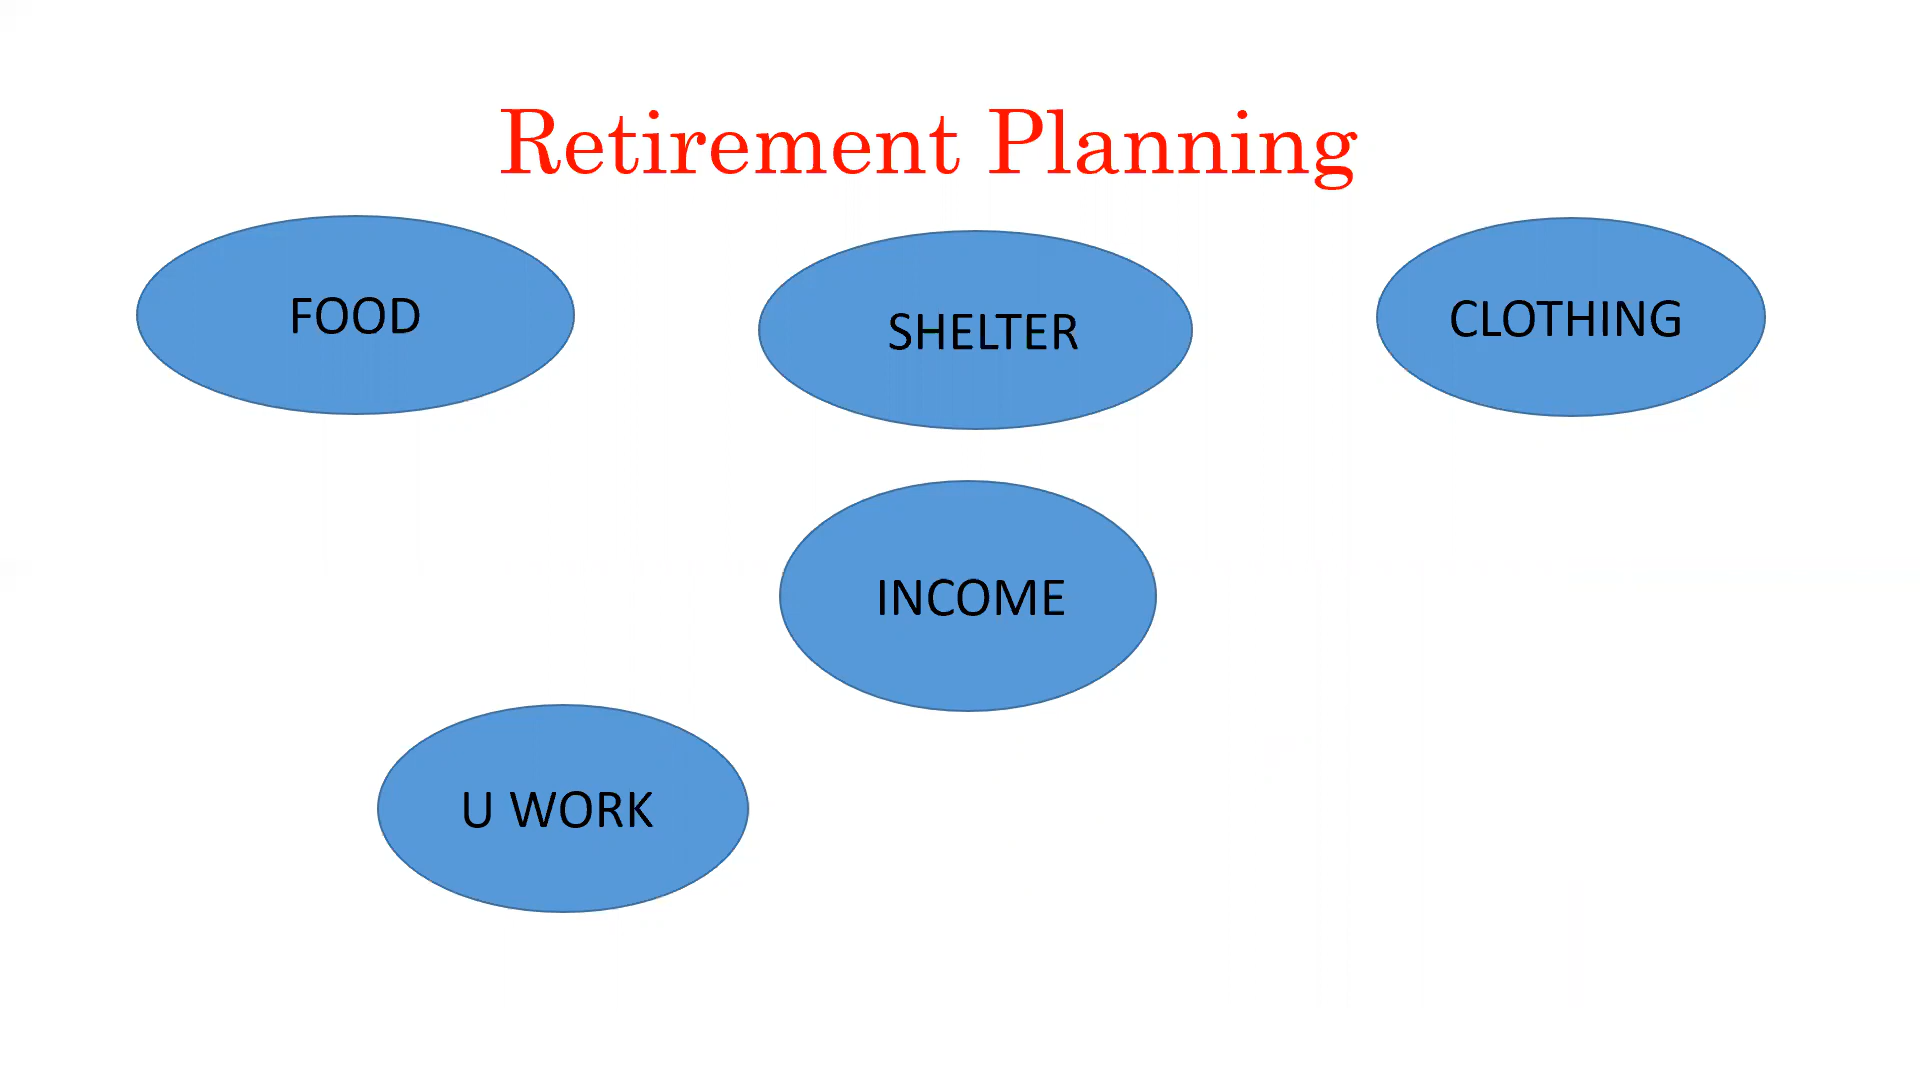 Retirement Planning
FOOD
SHELTER
CLOTHING
INCOME
U WORK